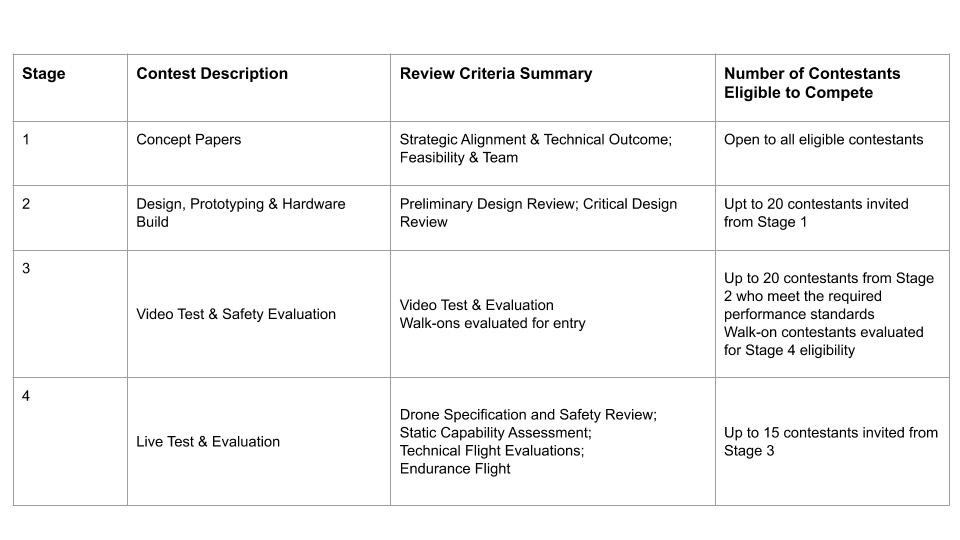 Stage
Contest Description
Review Criteria Summary
Number of Contestants
Eligible to Compete
1
Concept Papers
Strategic Alignment & Technical Outcome;
Feasibility & Team
Open to all eligible contestants
2
Design, Prototyping & Hardware
Build
Preliminary Design Review; Critical Design
Review
Upt to 20 contestants invited
from Stage 1
3
Video Test & Safety Evaluation
Video Test & Evaluation
Walk-ons evaluated for entry
Up to 20 contestants from Stage
2 who meet the required
performance standards
Walk-on contestants evaluated
for Stage 4 eligibility
4
Live Test & Evaluation
Drone Specification and Safety Review;
Static Capability Assessment;
Technical Flight Evaluations;
Endurance Flight
Up to 15 contestants invited from
Stage 3